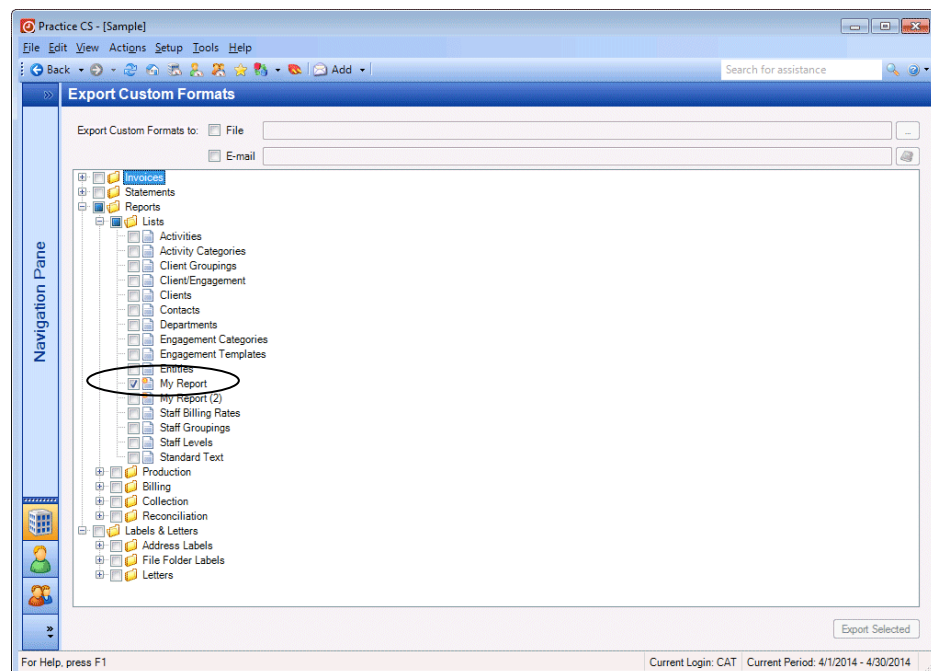 Practice CS - [Sample]
File Edit View Actions Setup Tools Help
Back Add Search for assistance
Export Custom Formats
Export Custom Formats to: File ...
E-mail
Invoices
Statements
Reports
Lists
Activities
Activity Categories
Client Groupings
Client/Engagement
Clients
Contacts
Departments
Engagement Categories
Engagement Templates
Entities
My Report
My Report (2)
Staff Billing Rates
Staff Groupings
Staff Levels
Standard Text
Production
Billing
Collection
Reconciliation
Labels & Letters
Address Labels
File Folder Labels
Letters
Navigation Pane
Export Selected
For Help, press F1 Current Login: CAT Current Period: 4/1/2014 - 4/30/2014